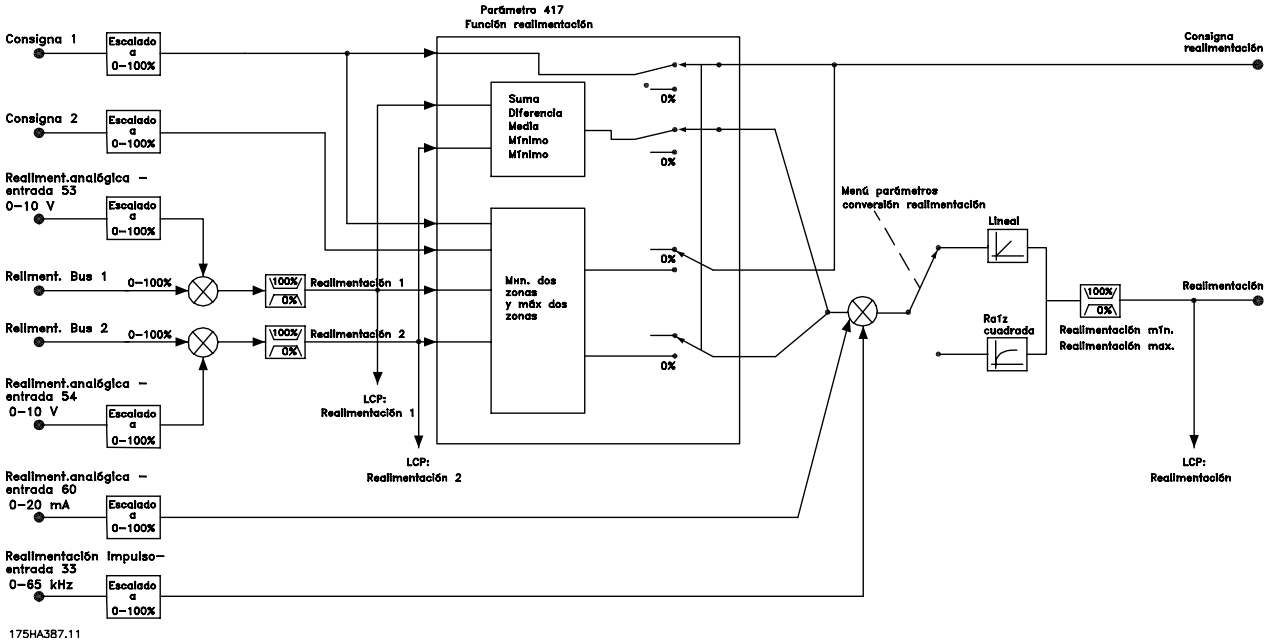 Parámetro 417
Función realimentación
Consigna 1
Escalado
a
0-100%
Consigna
realimentación
Consigna 2
Escalado
a
0-100%
Suma
Diferencia
Media
Mínimo
Mínimo
0%
0%
Realiment.analógica -
entrada 53
0-10 V
Escalado
a
0-100%
Menú parámetros
conversión realimentación
Lineal
Reliment. Bus 1
0-100%
100%
0%
Realimentación 1
Мнп. dos
zonas
y máx dos
zonas
0%
0%
Reliment. Bus 2
0-100%
100%
0%
Realimentación 2
Raíz
cuadrada
100%
0%
Realimentación
Realimentación mín.
Realimentación max.
Realiment.analógica -
entrada 54
0-10 V
Escalado
a
0-100%
LCP:
Realimentación 1
LCP:
Realimentación 2
LCP:
Realimentación
Realiment.analógica -
entrada 60
0-20 mA
Escalado
a
0-100%
Realimentación impulso-
entrada 33
0-65 kHz
Escalado
a
0-100%
175HA387.11